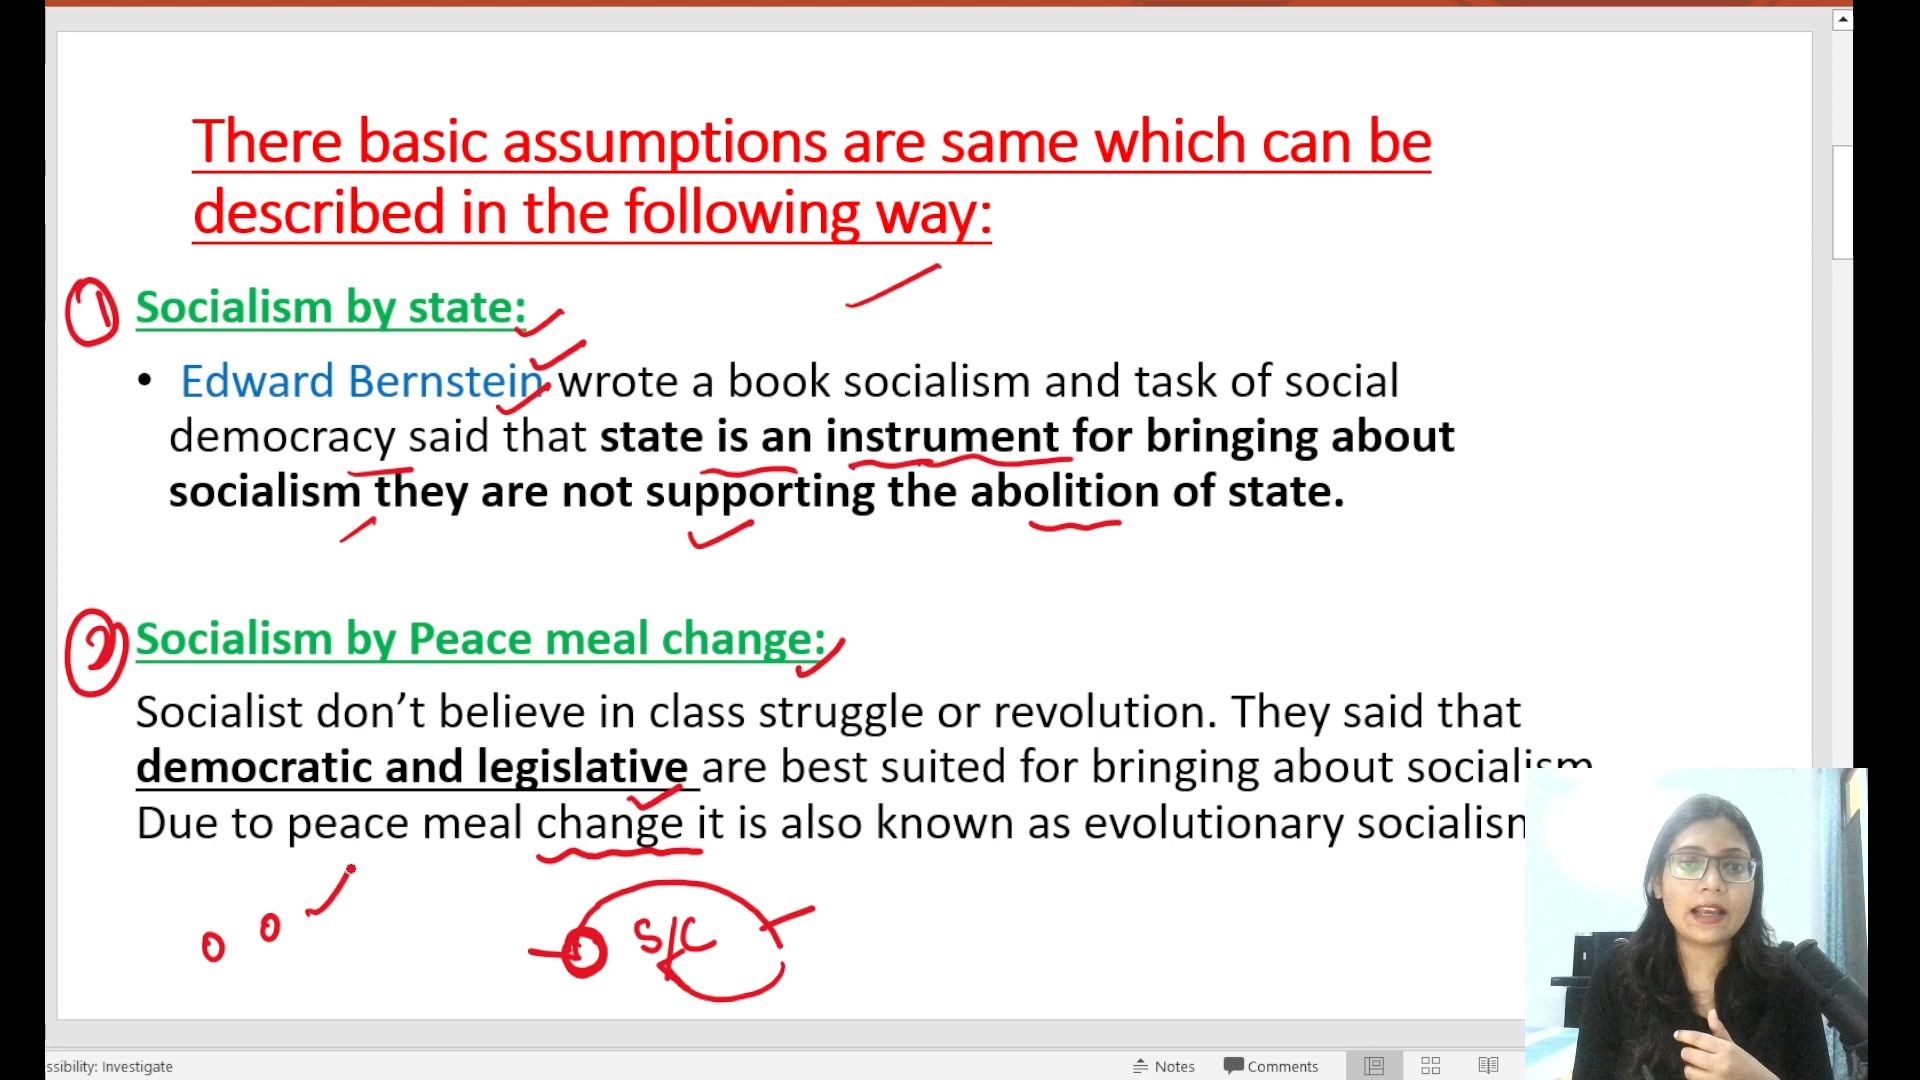 There basic assumptions are same which can be
described in the following way:
1 Socialism by state:
• Edward Bernstein wrote a book socialism and task of social
democracy said that state is an instrument for bringing about
socialism they are not supporting the abolition of state.
2 Socialism by Peace meal change:
Socialist don’t believe in class struggle or revolution. They said that
democratic and legislative are best suited for bringing about socialism
Due to peace meal change it is also known as evolutionary socialism
S/C
ssibility: Investigate
Notes
Comments